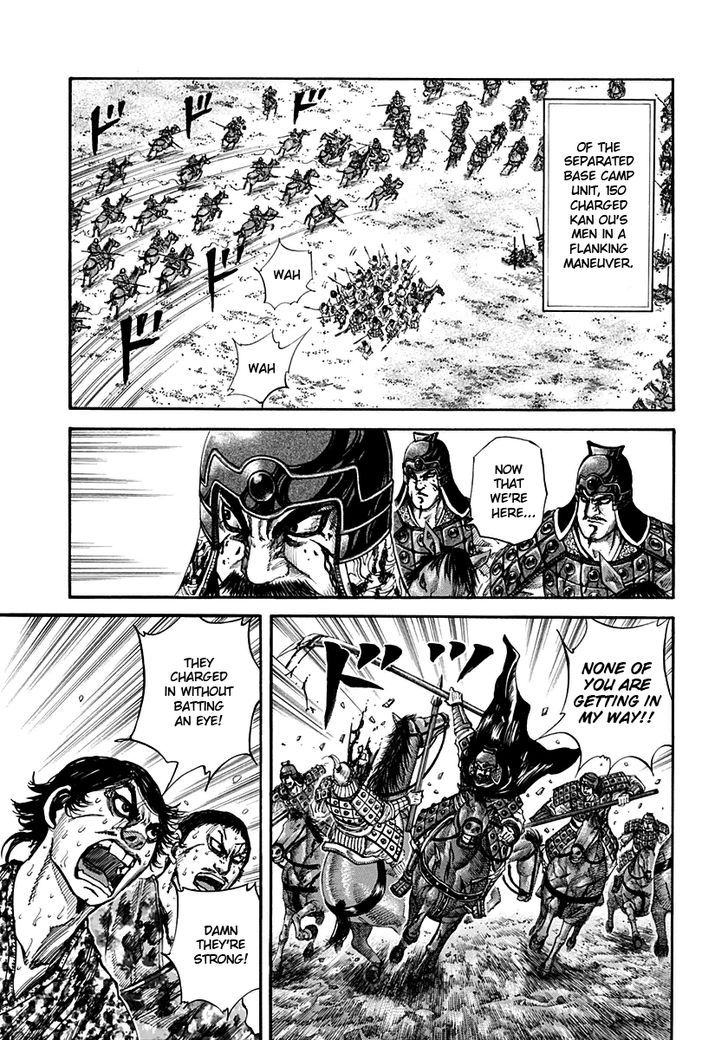 OF THE
SEPARATED
BASE CAMP
UNIT, 150
CHARGED
KAN OU'S
MEN IN A
FLANKING
MANEUVER.
ド
ド
ド
ド
ド
WAH
WAH
NOW
THAT
WE'RE
HERE...
NONE OF
YOU ARE
GETTING IN
MY WAY!!
ドッ
THEY
CHARGED
IN WITHOUT
BATTING
AN EYE!
DAMN
THEY'RE
STRONG!